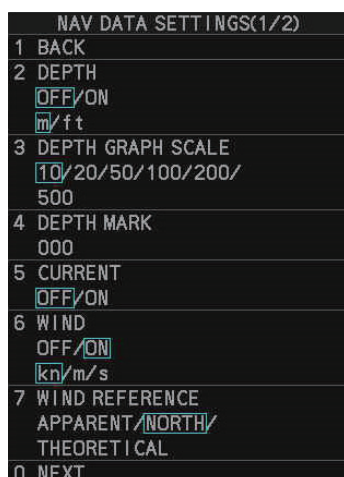 NAV DATA SETTINGS(1/2)
1 BACK
2 DEPTH
OFF/ON
m/ft
3 DEPTH GRAPH SCALE
10/20/50/100/200/
500
4 DEPTH MARK
000
5 CURRENT
OFF/ON
6 WIND
OFF/ON
kn/m/s
7 WIND REFERENCE
APPARENT/NORTH/
THEORETICAL
0 NEXT